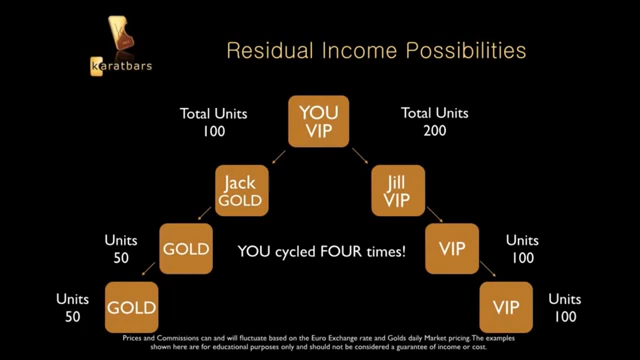 karatbars
Residual Income Possibilities
Total Units
100
YOU
VIP
Total Units
200
Jack
GOLD
Jill
VIP
Units
50
GOLD
YOU cycled FOUR times!
VIP
Units
100
Units
50
GOLD
VIP
Units
100
Prices and Commissions can and will fluctuate based on the Euro Exchange rate and Golds daily Market pricing. The examples
shown here are for educational purposes only and should not be considered a guarantee of income or cost.